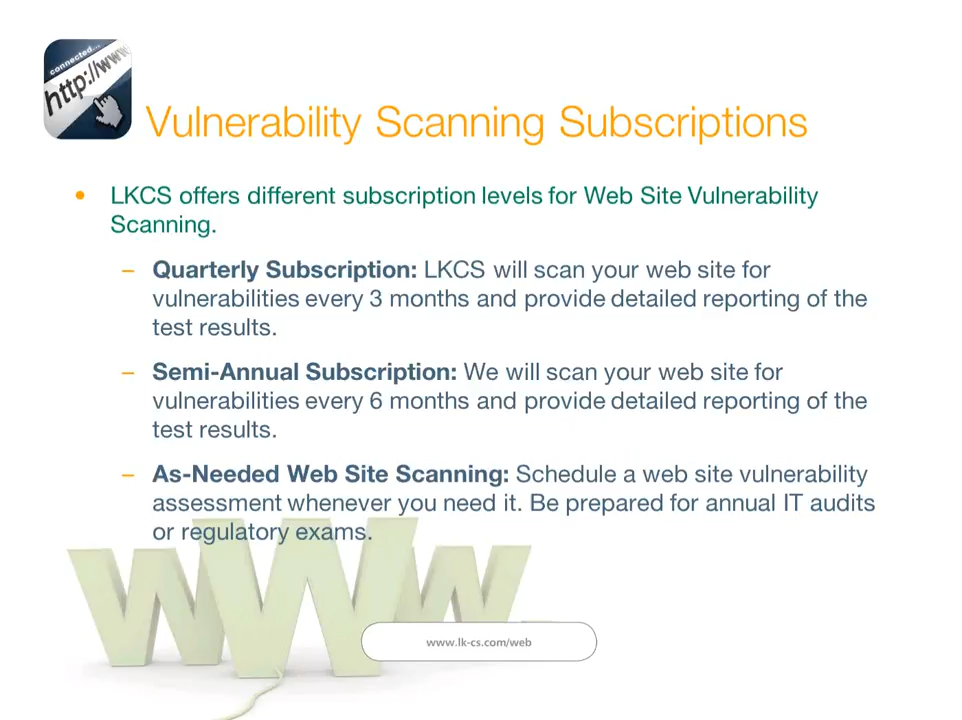 connected...
http://www
Vulnerability Scanning Subscriptions
• LKCS offers different subscription levels for Web Site Vulnerability
Scanning.
– Quarterly Subscription: LKCS will scan your web site for
vulnerabilities every 3 months and provide detailed reporting of the
test results.
– Semi-Annual Subscription: We will scan your web site for
vulnerabilities every 6 months and provide detailed reporting of the
test results.
– As-Needed Web Site Scanning: Schedule a web site vulnerability
assessment whenever you need it. Be prepared for annual IT audits
or regulatory exams.
www
www.lk-cs.com/web